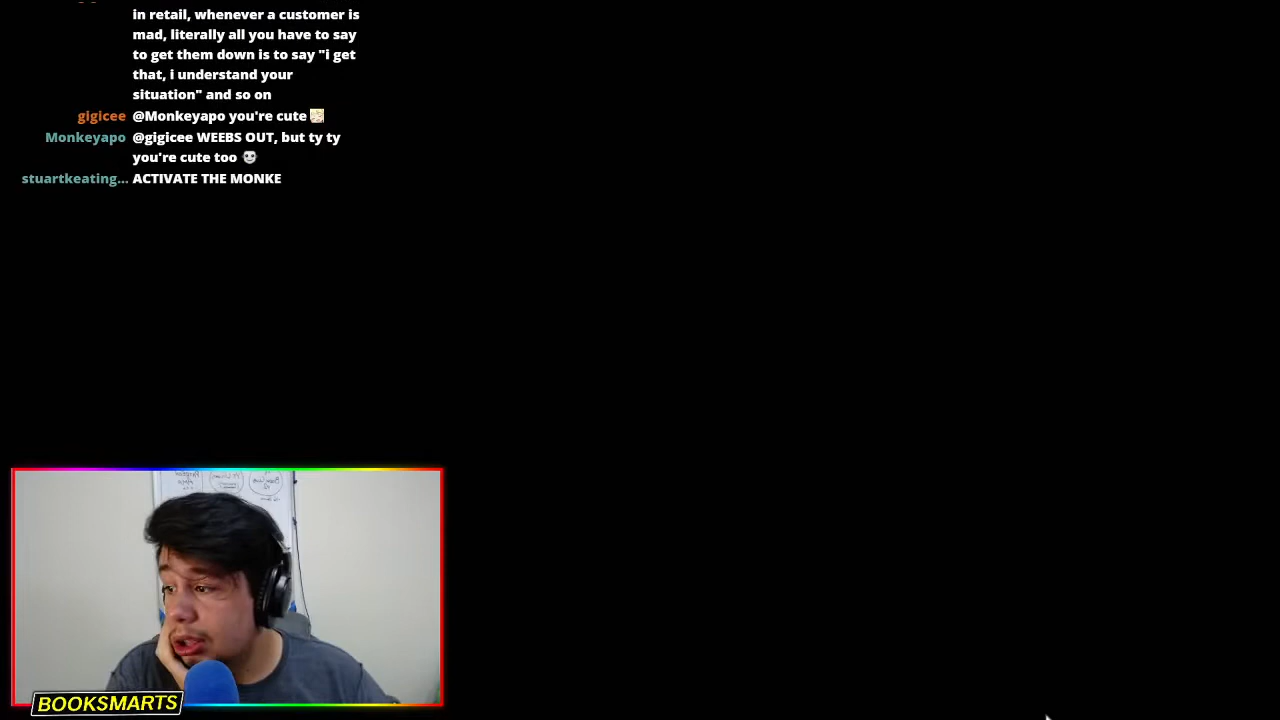 in retail, whenever a customer is
mad, literally all you have to say
to get them down is to say "i get
that, i understand your
situation" and so on
gigicee @Monkeyapo you're cute
Monkeyapo @gigicee WEEBS OUT, but ty ty
you're cute too
stuartkeating... ACTIVATE THE MONKE
BOOKSMARTS